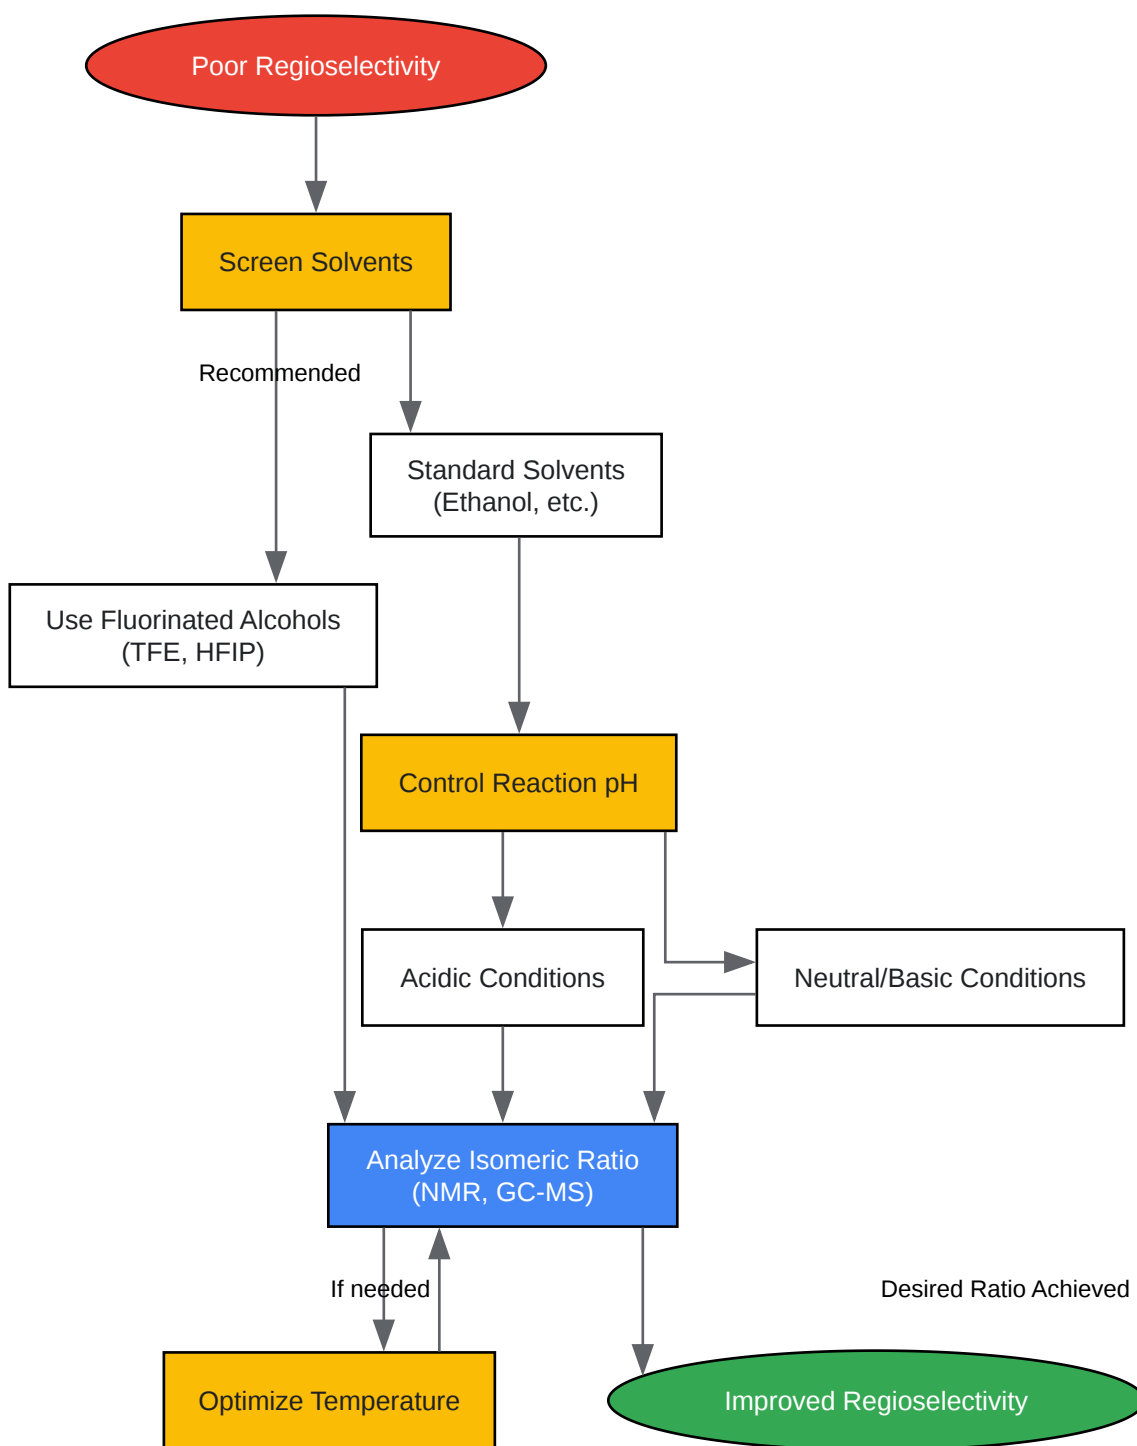 Poor Regioselectivity
Screen Solvents
Recommended
Standard Solvents
(Ethanol, etc.)
Use Fluorinated Alcohols
(TFE, HFIP)
Control Reaction pH
Acidic Conditions
Neutral/Basic Conditions
Analyze Isomeric Ratio
(NMR, GC-MS)
If needed
Desired Ratio Achieved
Optimize Temperature
Improved Regioselectivity